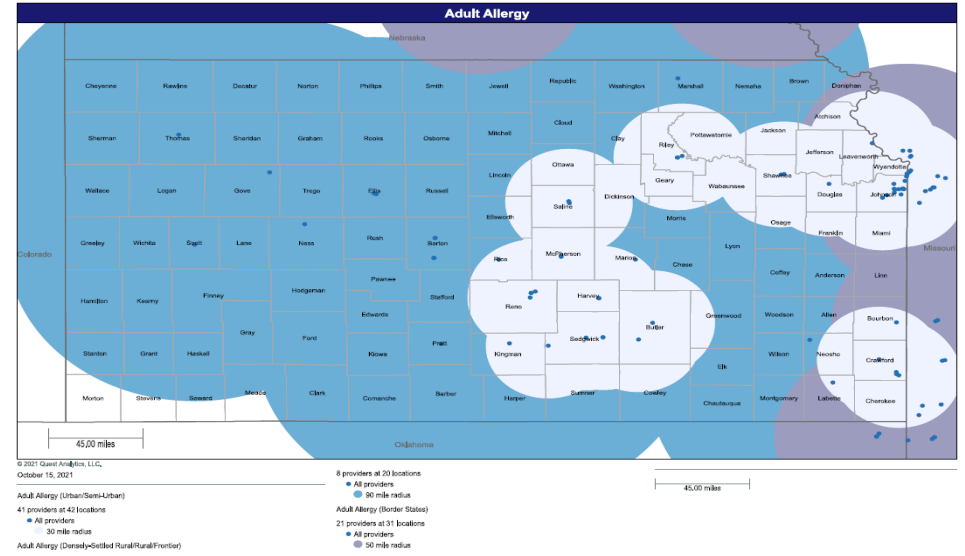 Adult Allergy
Nebraska
Cheyenne Rawlins Decatur Norton Phillips Smith Jewell Republic Washington Marshall Nemaha Brown Doniphan
Atchison
Sherman Thomas Sheridan Graham Rooks Osborne Mitchell Cloud Clay Riley Pottawatomie Jackson Jefferson Leavenworth
Wyandotte
Ottawa
Lincoln Geary Wabaunsee Shawnee
Wallace Logan Gove Trego Ellis Russell Saline Dickinson Douglas Johnson
Ellsworth Morris Osage
Greeley Wichita Scott Lane Ness Rush Barton Lyon Franklin Miami
Colorado Missouri
Rice McPherson Marion Chase
Coffey Anderson Linn
Hamilton Kearny Finney Hodgeman Pawnee Stafford Reno Harvey
Edwards Greenwood Woodson Allen Bourbon
Gray Ford Butler
Stanton Grant Haskell Kiowa Pratt Kingman Sedgwick Wilson Neosho Crawford
Elk
Morton Stevens Seward Meade Clark Comanche Barber Harper Sumner Cowley Chautauqua Montgomery Labette Cherokee
45.00 miles
Oklahoma
© 2021 Quest Analytics, LLC.
October 15, 2021
Adult Allergy (Urban/Semi-Urban)
41 providers at 42 locations
All providers
30 mile radius
Adult Allergy (Densely-Settled Rural/Rural/Frontier)
8 providers at 20 locations
All providers
90 mile radius
Adult Allergy (Border States)
21 providers at 31 locations
All providers
50 mile radius
45.00 miles